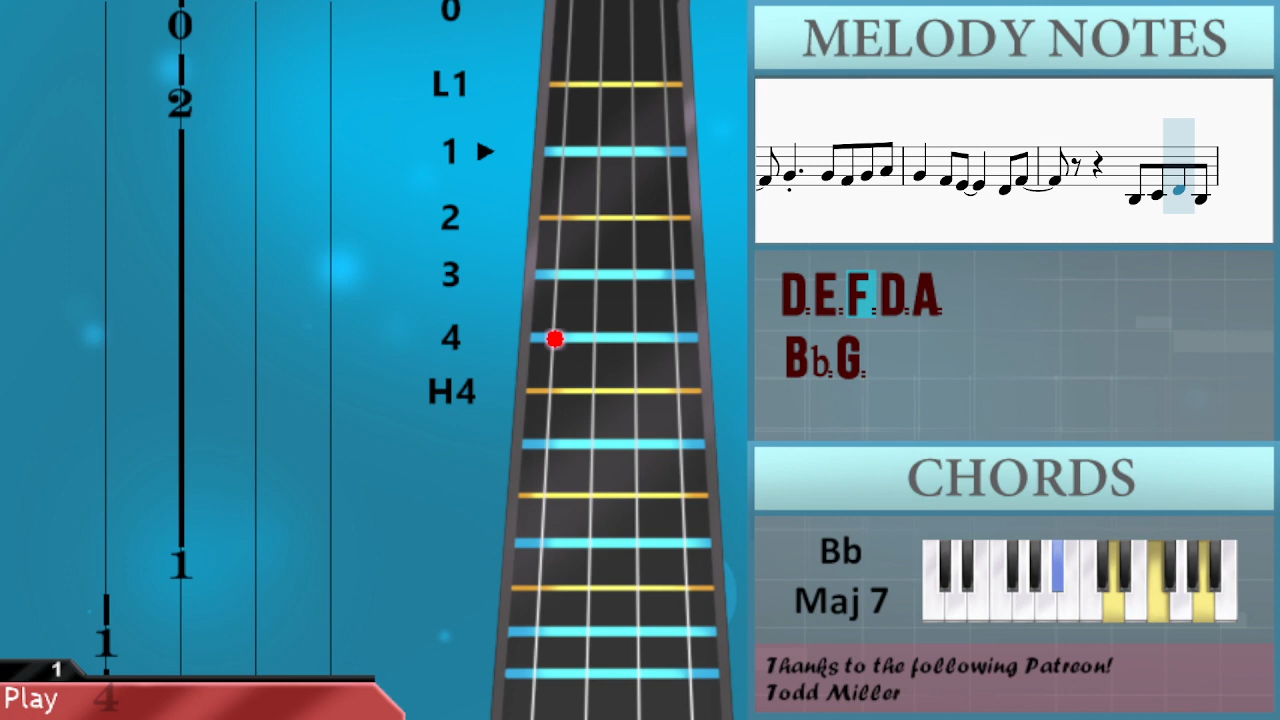 0
2
1
1
4
1
Play
0
L1
1
2
3
4
H4
MELODY NOTES
D. E. F. D. A.
Bb. G.
CHORDS
Bb
Maj 7
Thanks to the following Patreon!
Todd Miller